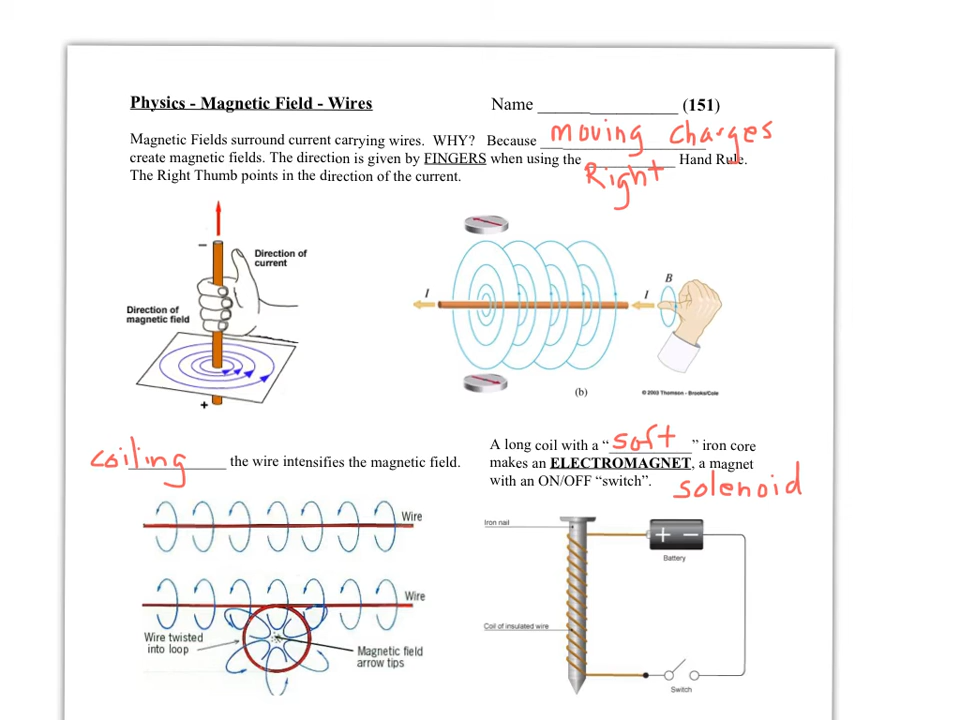 Physics - Magnetic Field - Wires Name (151)
Magnetic Fields surround current carrying wires. WHY? Because moving charges
create magnetic fields. The direction is given by FINGERS when using the Right Hand Rule.
The Right Thumb points in the direction of the current.
−
Direction of
current
Direction of
magnetic field
+
I
I
B
(b)
© 2003 Thomson - Brooks/Cole
coiling the wire intensifies the magnetic field.
A long coil with a "soft" iron core
makes an ELECTROMAGNET, a magnet
with an ON/OFF "switch". solenoid
Wire
Wire
Wire twisted
into loop
Magnetic field
arrow tips
Iron nail
+ −
Battery
Coil of insulated wire
Switch